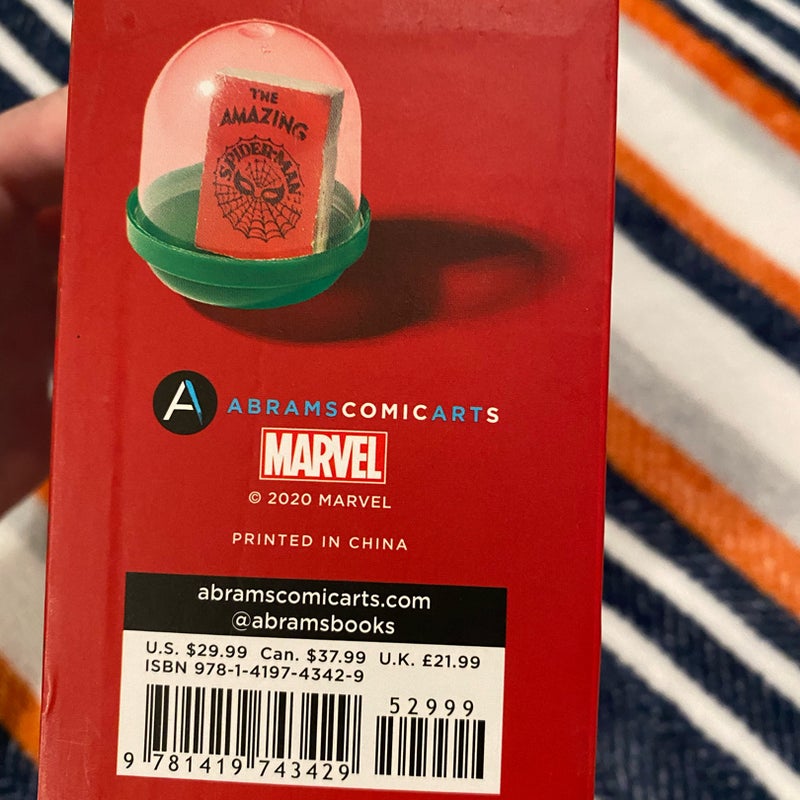 THE
AMAZING
SPIDER-MAN
A ABRAMSCOMICARTS
MARVEL
© 2020 MARVEL
PRINTED IN CHINA
abramscomicarts.com
@abramsbooks
U.S. $29.99 Can. $37.99 U.K. £21.99
ISBN 978-1-4197-4342-9
52999
9 781419 743429